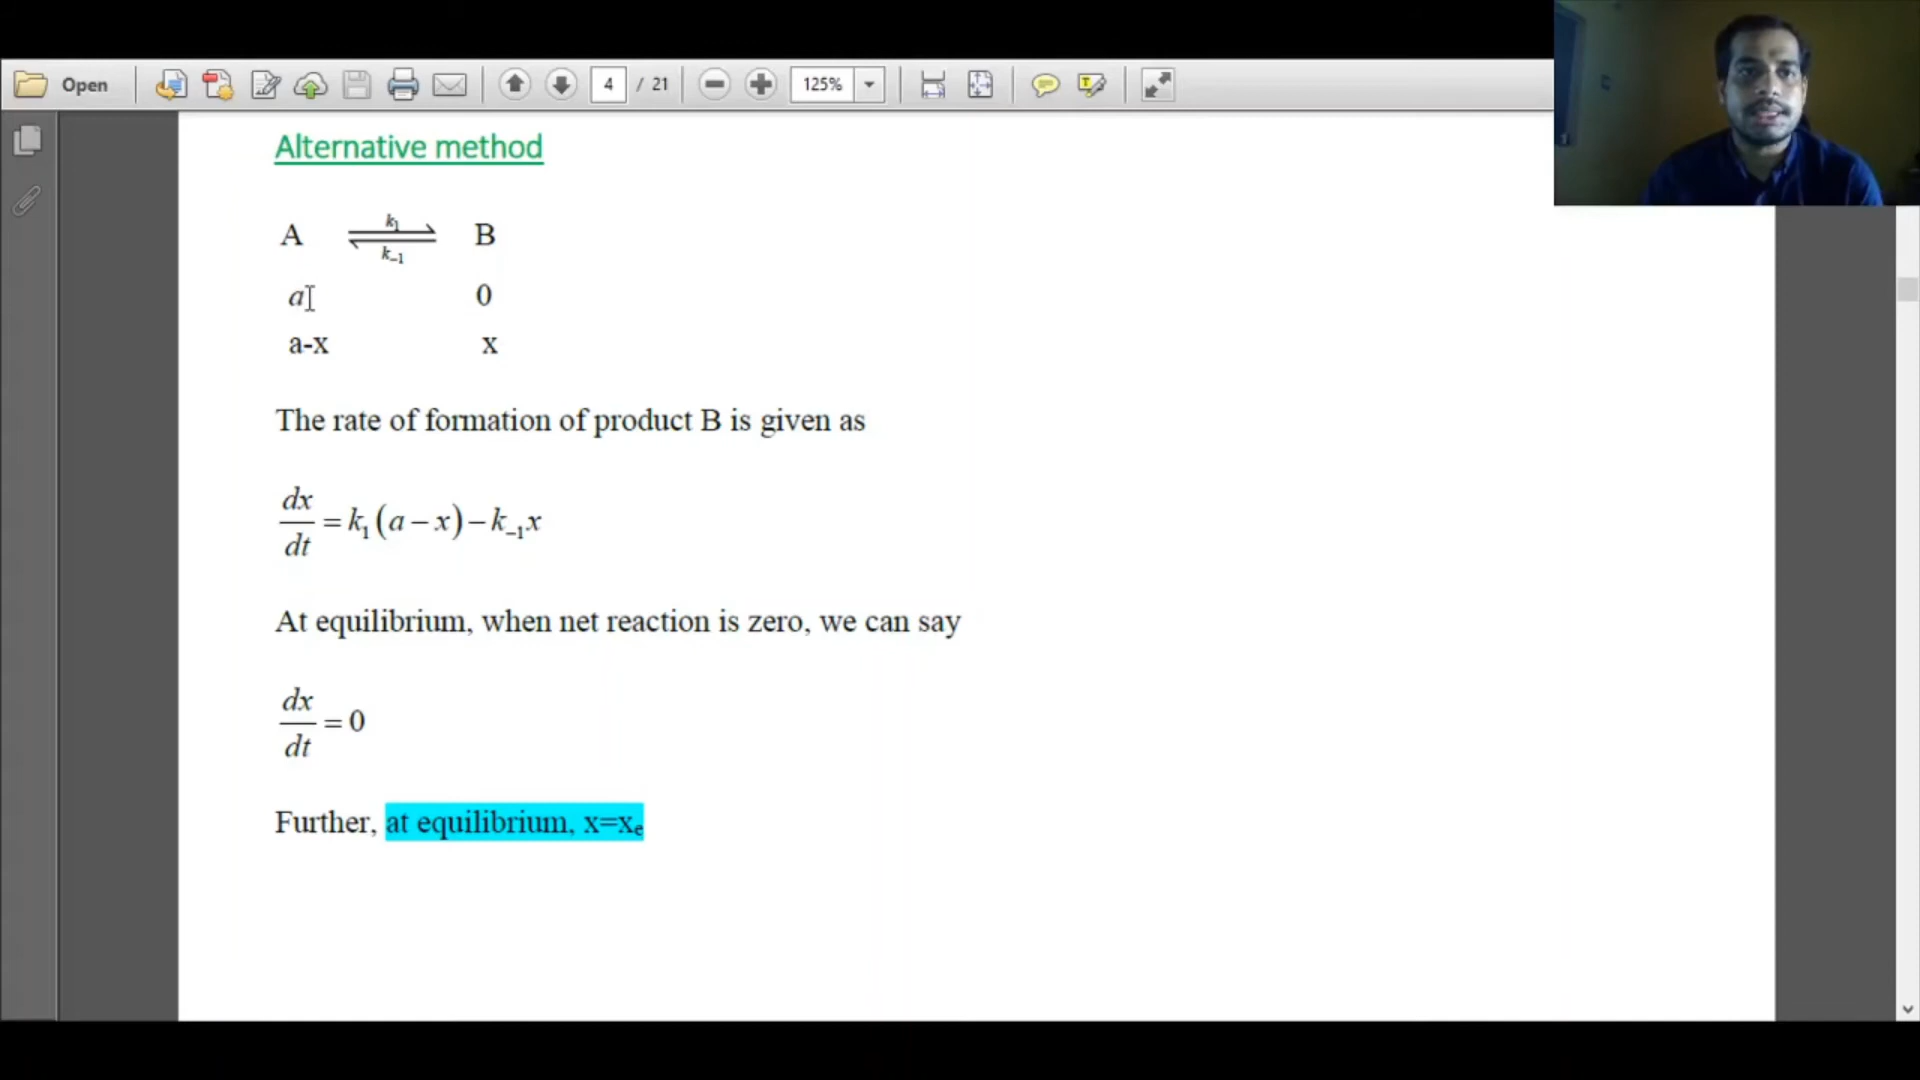 Open 4 / 21 125%
Alternative method
A k₁ ⇌ k₋₁ B
a 0
a-x x
The rate of formation of product B is given as
dx/dt = k₁(a − x) − k₋₁x
At equilibrium, when net reaction is zero, we can say
dx/dt = 0
Further, at equilibrium, x=xₑ